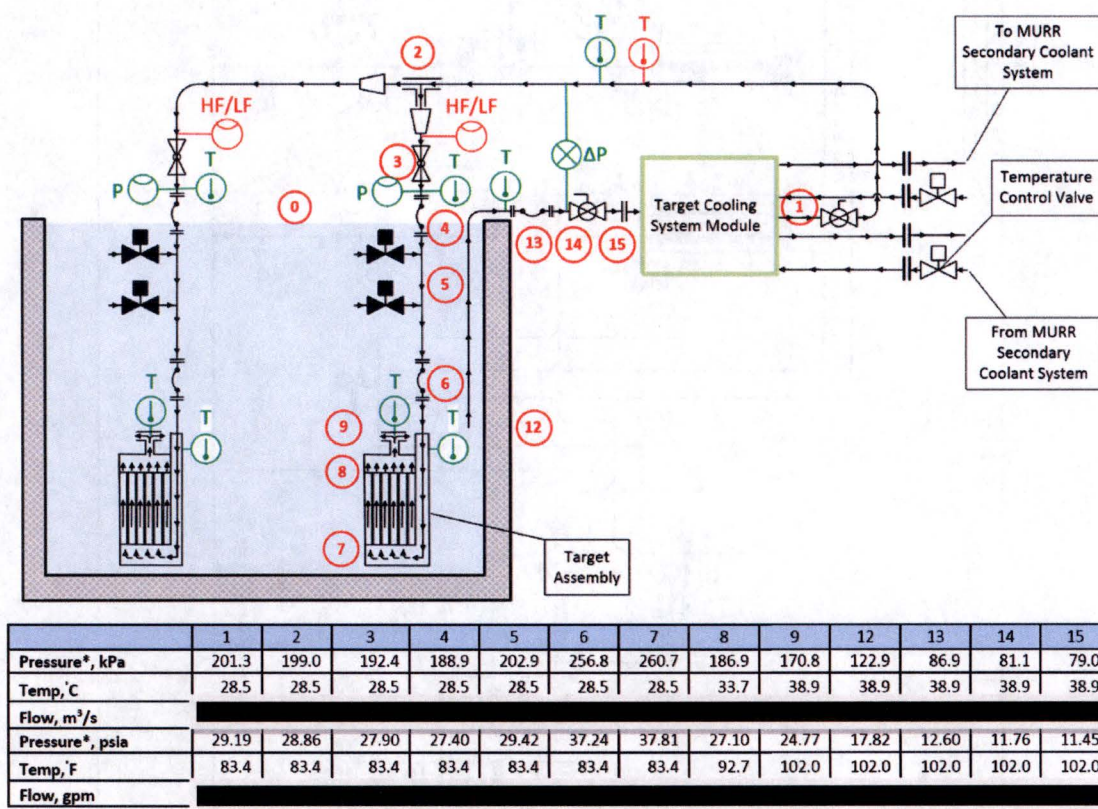 T T
To MURR
Secondary Coolant
System
2
HF/LF
HF/LF
3
T
T
T
P
P
ΔP
0
Target Cooling
System Module
1
Temperature
Control Valve
4
13
14
15
5
From MURR
Secondary
Coolant System
6
T
T
T
T
9
12
8
7
Target
Assembly
1 2 3 4 5 6 7 8 9 12 13 14 15
Pressure*, kPa 201.3 199.0 192.4 188.9 202.9 256.8 260.7 186.9 170.8 122.9 86.9 81.1 79.0
Temp,°C 28.5 28.5 28.5 28.5 28.5 28.5 28.5 33.7 38.9 38.9 38.9 38.9 38.9
Flow, m³/s
Pressure*, psia 29.19 28.86 27.90 27.40 29.42 37.24 37.81 27.10 24.77 17.82 12.60 11.76 11.45
Temp,°F 83.4 83.4 83.4 83.4 83.4 83.4 83.4 92.7 102.0 102.0 102.0 102.0 102.0
Flow, gpm